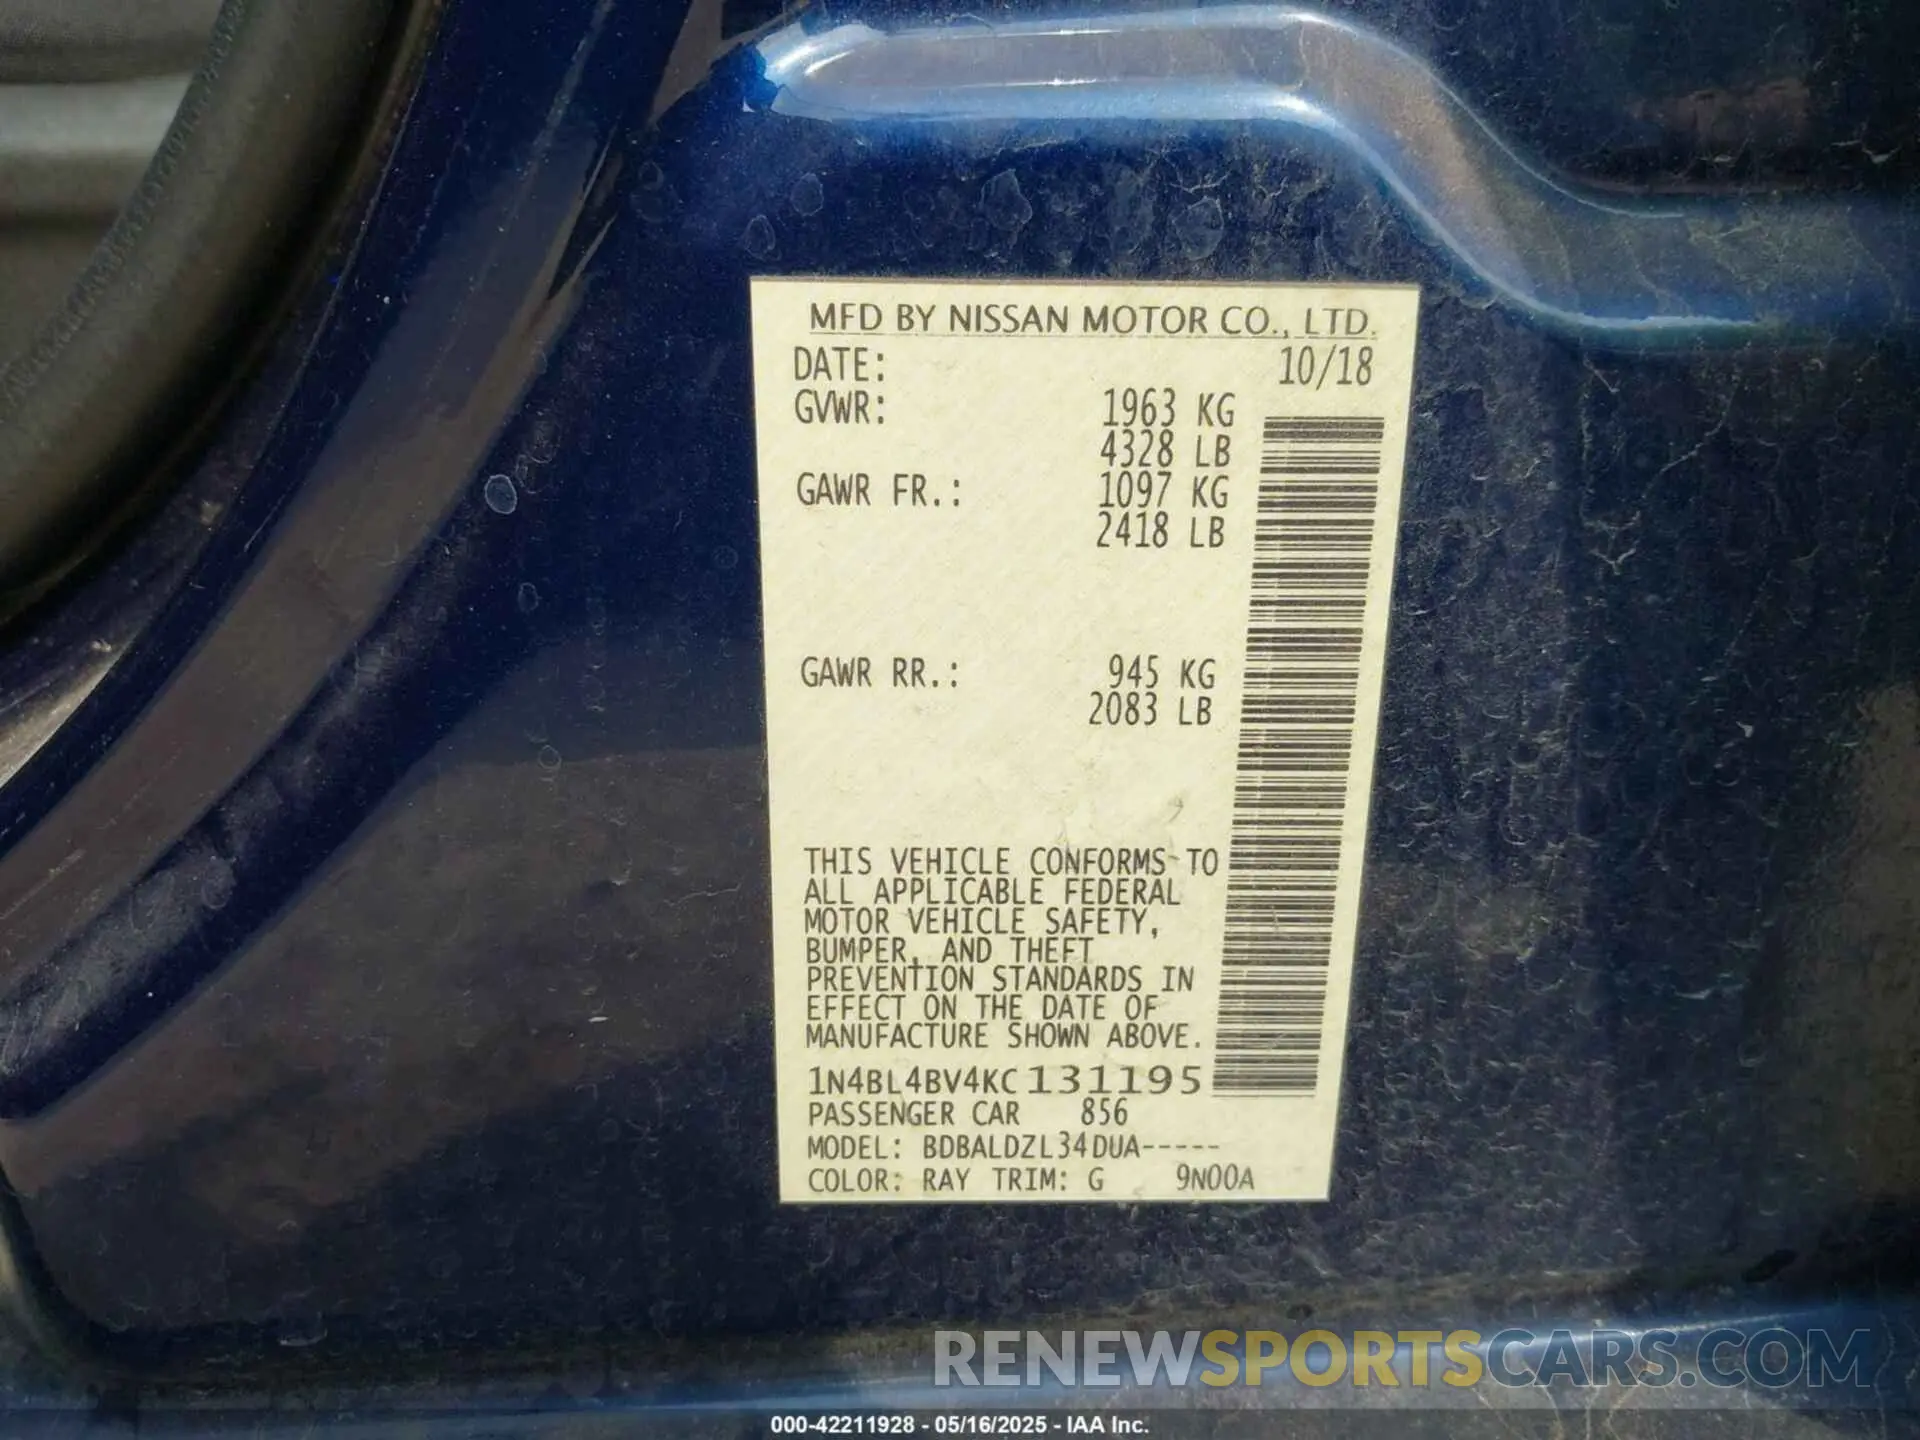 MFD BY NISSAN MOTOR CO., LTD.
DATE: 10/18
GVWR: 1963 KG
4328 LB
GAWR FR.: 1097 KG
2418 LB
GAWR RR.: 945 KG
2083 LB
THIS VEHICLE CONFORMS TO
ALL APPLICABLE FEDERAL
MOTOR VEHICLE SAFETY,
BUMPER, AND THEFT
PREVENTION STANDARDS IN
EFFECT ON THE DATE OF
MANUFACTURE SHOWN ABOVE.
1N4BL4BV4KC131195
PASSENGER CAR 856
MODEL: BDBALDZL34DUA-----
COLOR: RAY TRIM: G 9N00A
RENEWSPORTSCARS.COM
000-42211928 - 05/16/2025 - IAA Inc.